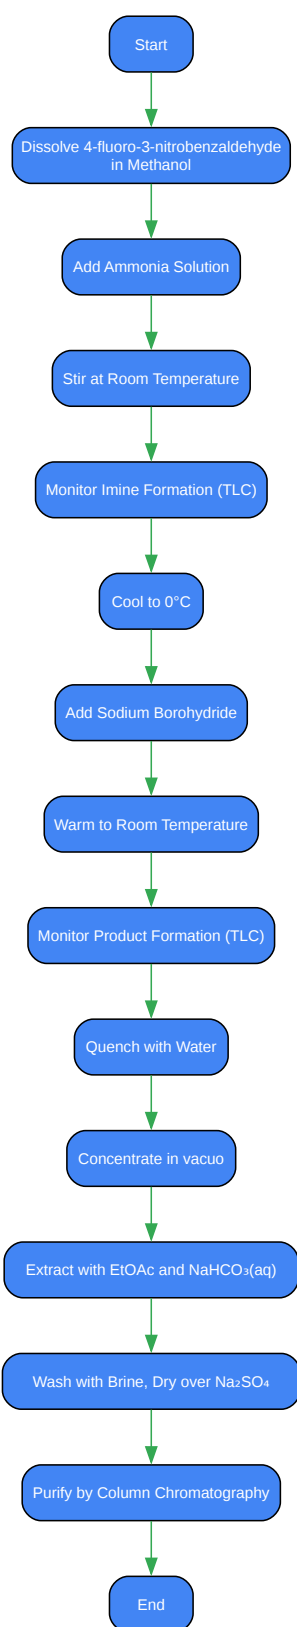 Start
Dissolve 4-fluoro-3-nitrobenzaldehyde
in Methanol
Add Ammonia Solution
Stir at Room Temperature
Monitor Imine Formation (TLC)
Cool to 0°C
Add Sodium Borohydride
Warm to Room Temperature
Monitor Product Formation (TLC)
Quench with Water
Concentrate in vacuo
Extract with EtOAc and NaHCO₃(aq)
Wash with Brine, Dry over Na₂SO₄
Purify by Column Chromatography
End